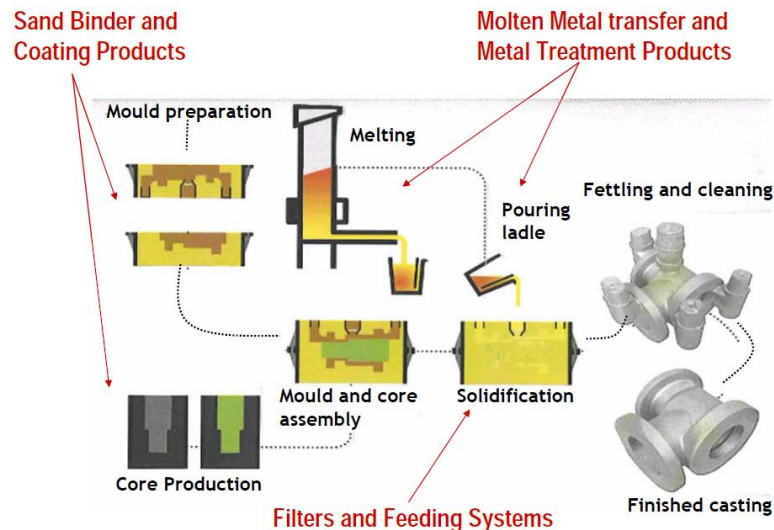 Sand Binder and
Coating Products
Molten Metal transfer and
Metal Treatment Products
Mould preparation
Melting
Fettling and cleaning
Pouring
ladle
Mould and core
assembly
Solidification
Core Production
Finished casting
Filters and Feeding Systems